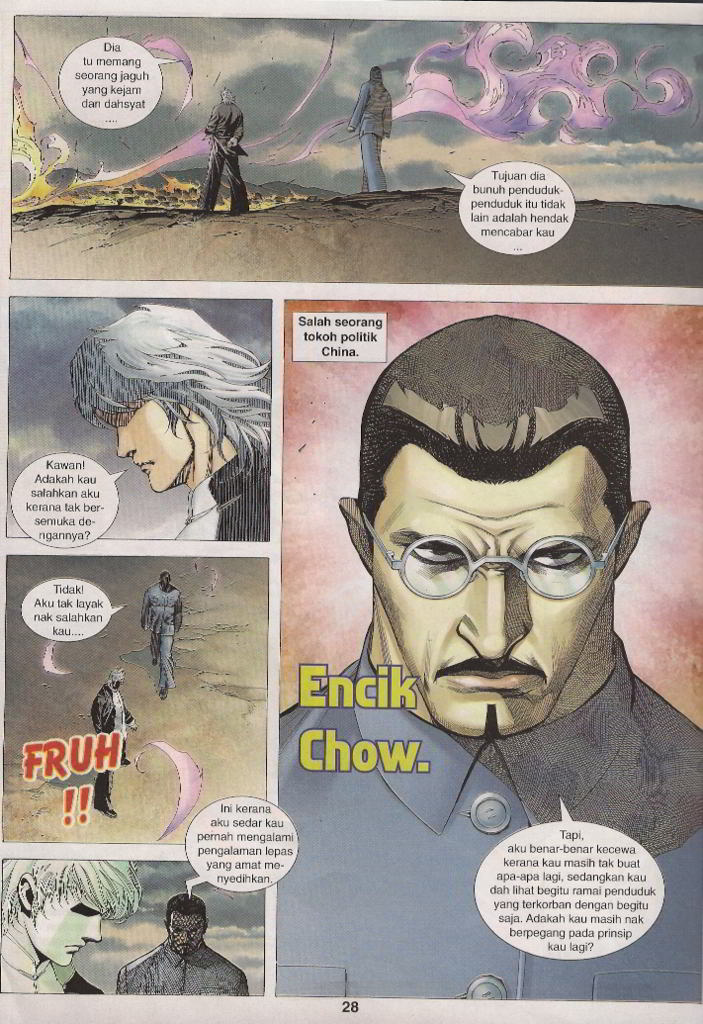 Dia
tu memang
seorang jaguh
yang kejam
dan dahsyat
....
Tujuan dia
bunuh penduduk-
penduduk itu tidak
lain adalah hendak
mencabar kau
...
Kawan!
Adakah kau
salahkan aku
kerana tak ber-
semuka de-
ngannya?
Tidak!
Aku tak layak
nak salahkan
kau....
FRUH
!!
Ini kerana
aku sedar kau
pernah mengalami
pengalaman lepas
yang amat me-
nyedihkan.
Salah seorang
tokoh politik
China.
Encik
Chow.
Tapi,
aku benar-benar kecewa
kerana kau masih tak buat
apa-apa lagi, sedangkan kau
dah lihat begitu ramai penduduk
yang terkorban dengan begitu
saja. Adakah kau masih nak
berpegang pada prinsip
kau lagi?
28